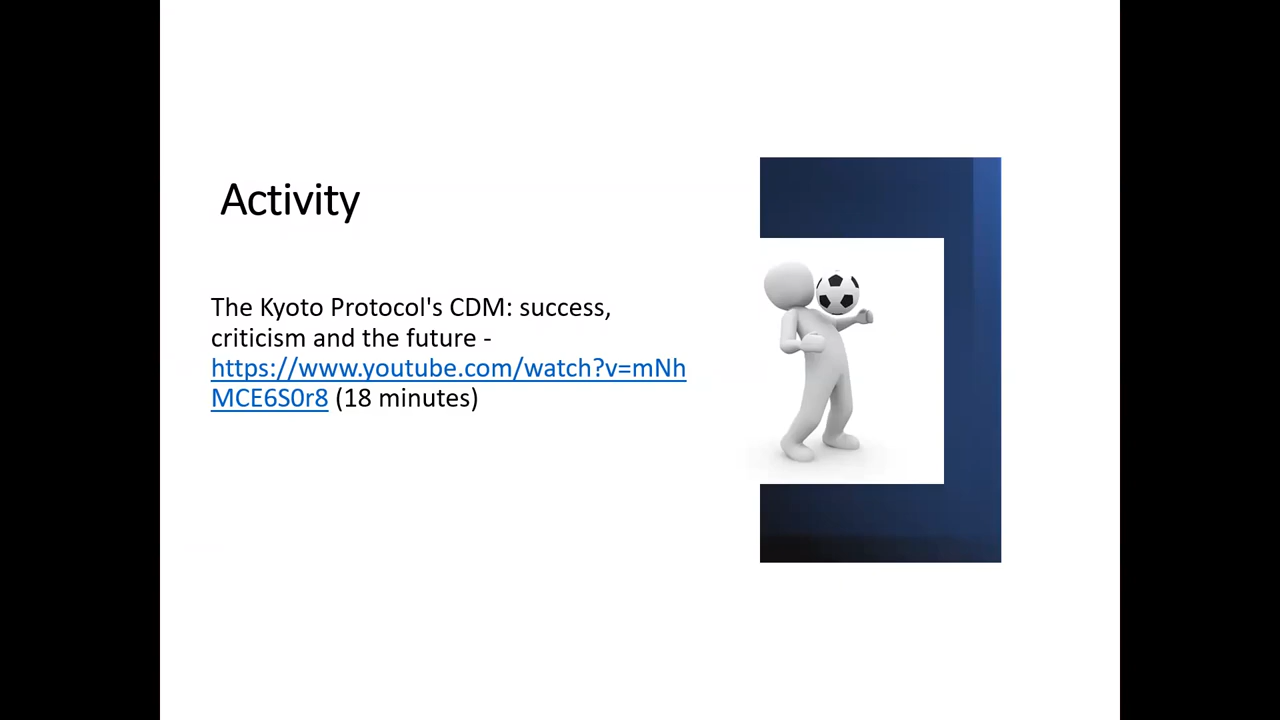 Activity
The Kyoto Protocol's CDM: success,
criticism and the future -
https://www.youtube.com/watch?v=mNh
MCE6S0r8 (18 minutes)